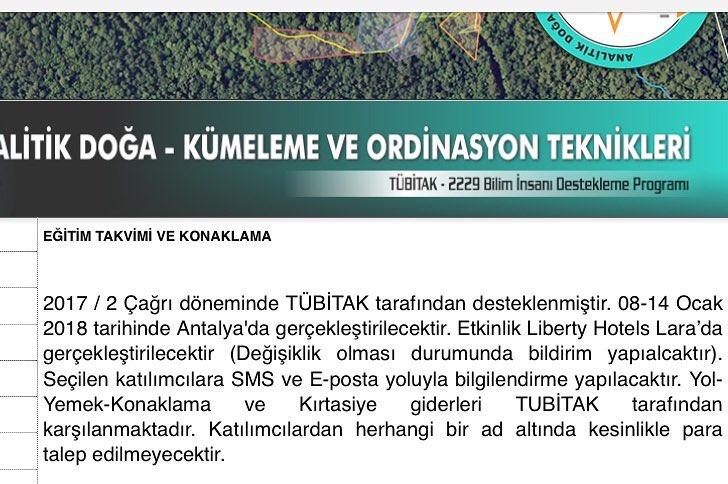 ANALİTİK DOĞA
ALİTİK DOĞA - KÜMELEME VE ORDİNASYON TEKNİKLERİ
TÜBİTAK - 2229 Bilim İnsanı Destekleme Programı
EĞİTİM TAKVİMİ VE KONAKLAMA
2017 / 2 Çağrı döneminde TÜBİTAK tarafından desteklenmiştir. 08-14 Ocak
2018 tarihinde Antalya'da gerçekleştirilecektir. Etkinlik Liberty Hotels Lara’da
gerçekleştirilecektir (Değişiklik olması durumunda bildirim yapıalcaktır).
Seçilen katılımcılara SMS ve E-posta yoluyla bilgilendirme yapılacaktır. Yol-
Yemek-Konaklama ve Kırtasiye giderleri TUBİTAK tarafından
karşılanmaktadır. Katılımcılardan herhangi bir ad altında kesinlikle para
talep edilmeyecektir.